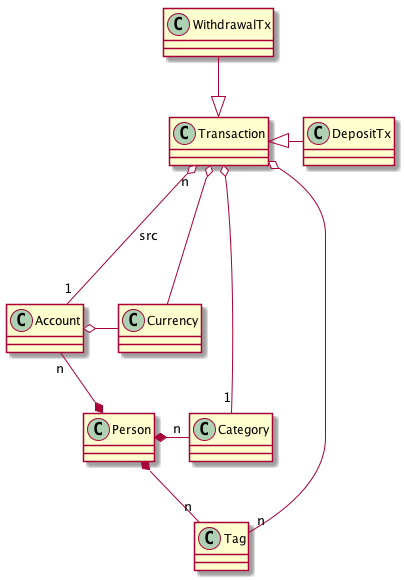 C WithdrawalTx
C Transaction
C DepositTx
n
src
1
C Account
C Currency
n
1
C Person
n
C Category
n
n
C Tag